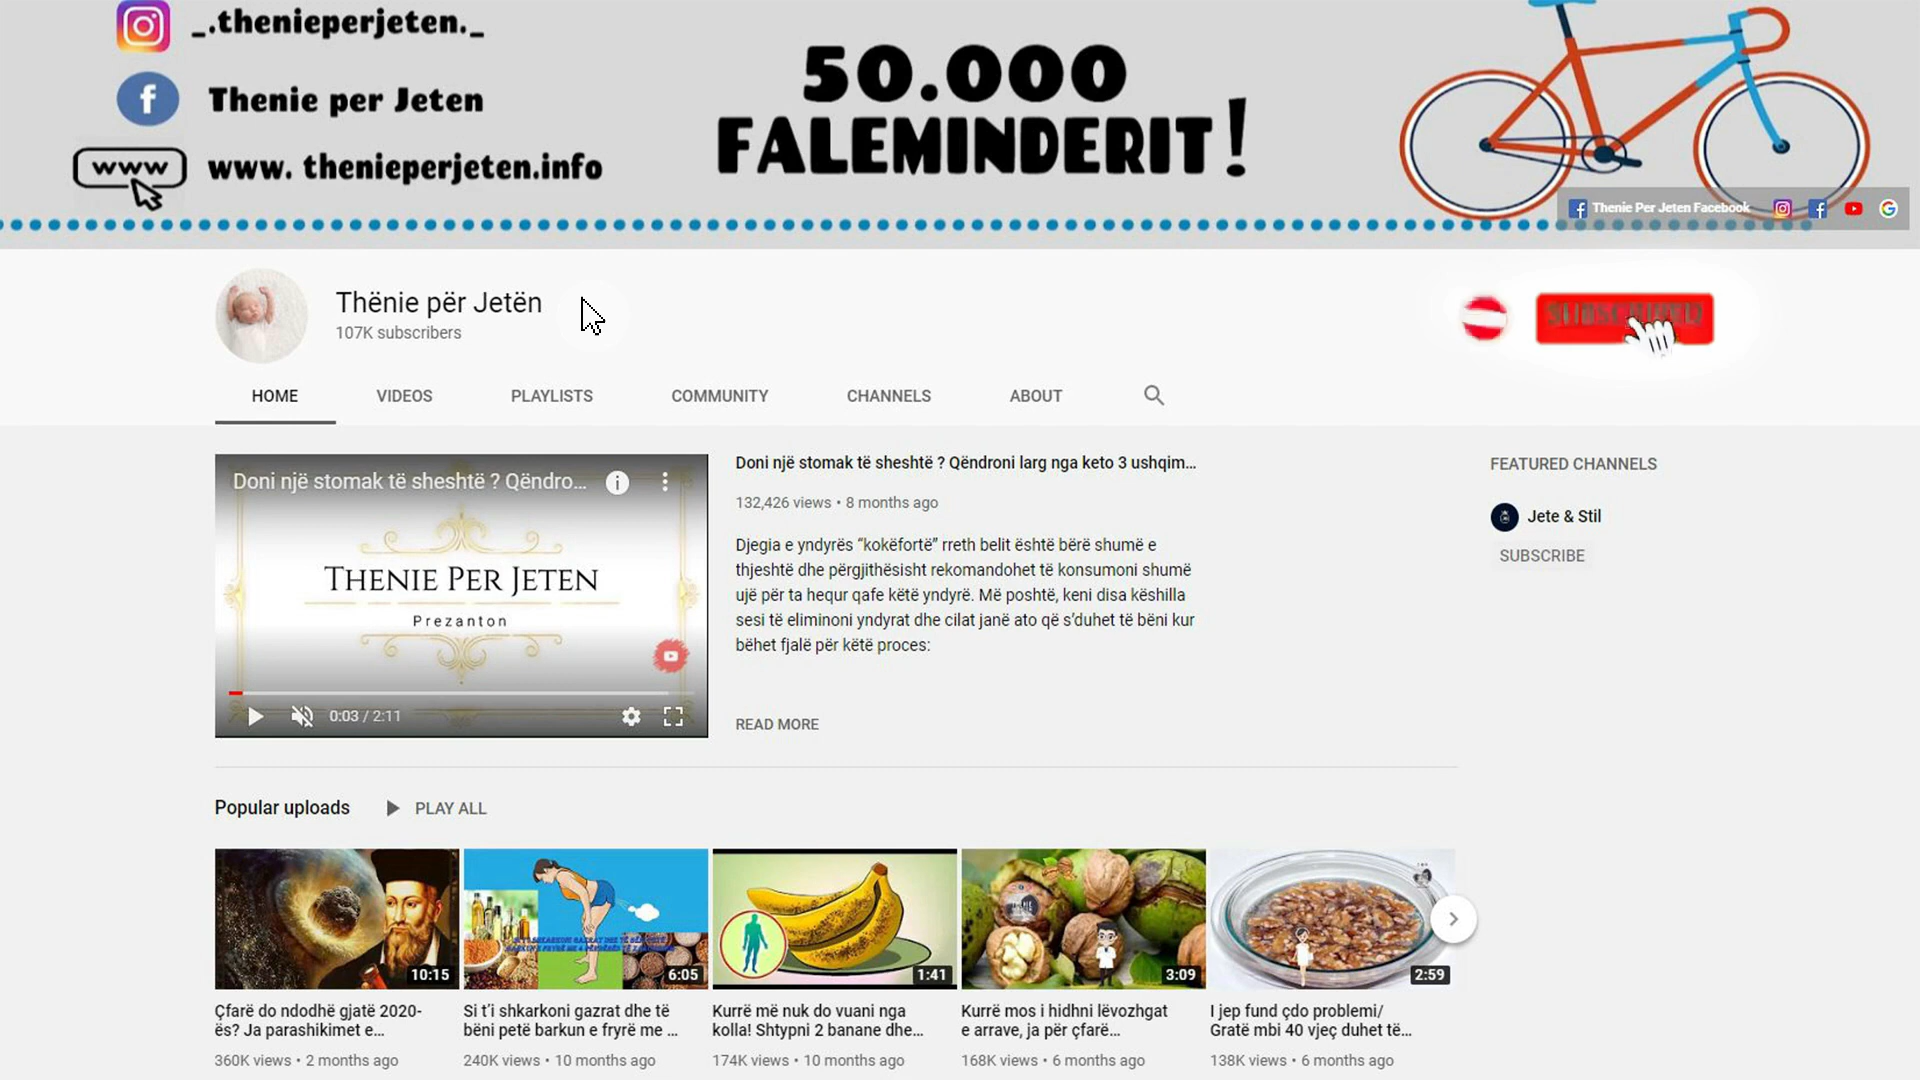 _.thenieperjeten._
Thenie per Jeten
www
www. thenieperjeten.info
50.000
FALEMINDERIT!
Thenie Per Jeten Facebook
Thënie për Jetën
107K subscribers
HOME
VIDEOS
PLAYLISTS
COMMUNITY
CHANNELS
ABOUT
Doni një stomak të sheshtë ? Qëndro...
THENIE PER JETEN
Prezanton
0:03 / 2:11
Doni një stomak të sheshtë ? Qëndroni larg nga keto 3 ushqim...
132,426 views • 8 months ago
Djegia e yndyrës “kokëfortë” rreth belit është bërë shumë e
thjeshtë dhe përgjithësisht rekomandohet të konsumoni shumë
ujë për ta hequr qafe këtë yndyrë. Më poshtë, keni disa këshilla
sesi të eliminoni yndyrat dhe cilat janë ato që s’duhet të bëni kur
bëhet fjalë për këtë proces:
READ MORE
FEATURED CHANNELS
Jete & Stil
SUBSCRIBE
Popular uploads
PLAY ALL
10:15
Çfarë do ndodhë gjatë 2020-
ës? Ja parashikimet e...
360K views • 2 months ago
6:05
Si t’i shkarkoni gazrat dhe të
bëni petë barkun e fryrë me ...
240K views • 10 months ago
1:41
Kurrë më nuk do vuani nga
kolla! Shtypni 2 banane dhe...
174K views • 10 months ago
3:09
Kurrë mos i hidhni lëvozhgat
e arrave, ja për çfarë...
168K views • 6 months ago
2:59
I jep fund çdo problemi/
Gratë mbi 40 vjeç duhet të...
138K views • 6 months ago